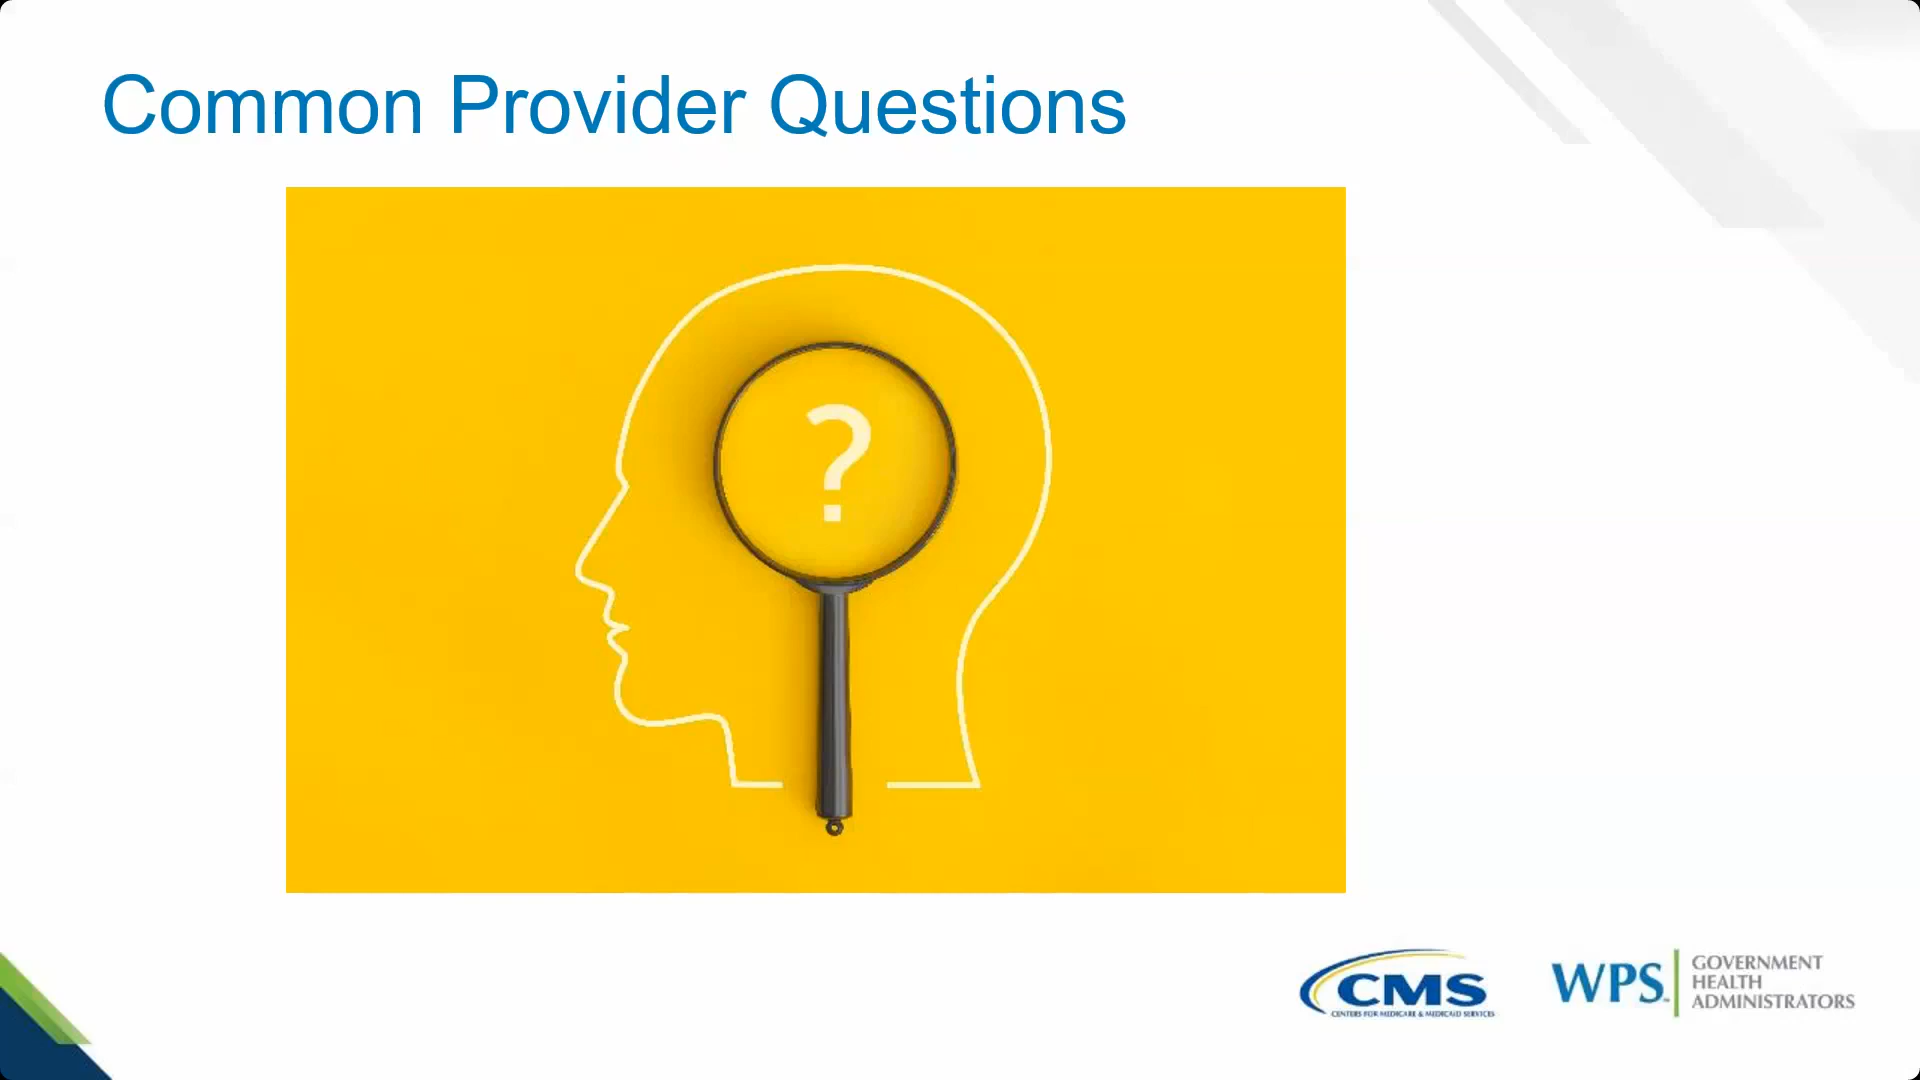 Common Provider Questions
?
CMS
CENTERS FOR MEDICARE & MEDICAID SERVICES
WPS
GOVERNMENT
HEALTH
ADMINISTRATORS